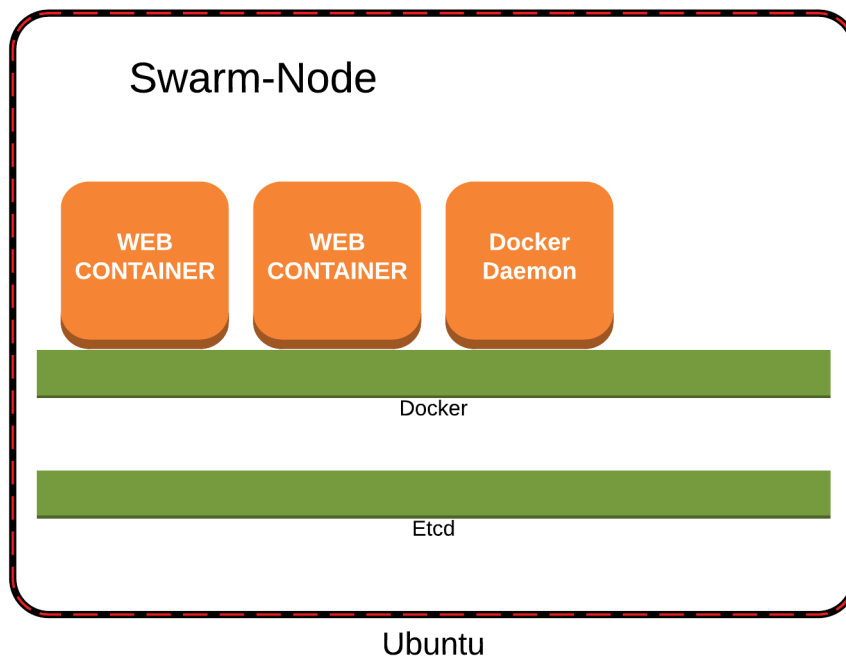 Swarm-Node
WEB
CONTAINER
WEB
CONTAINER
Docker
Daemon
Docker
Etcd
Ubuntu